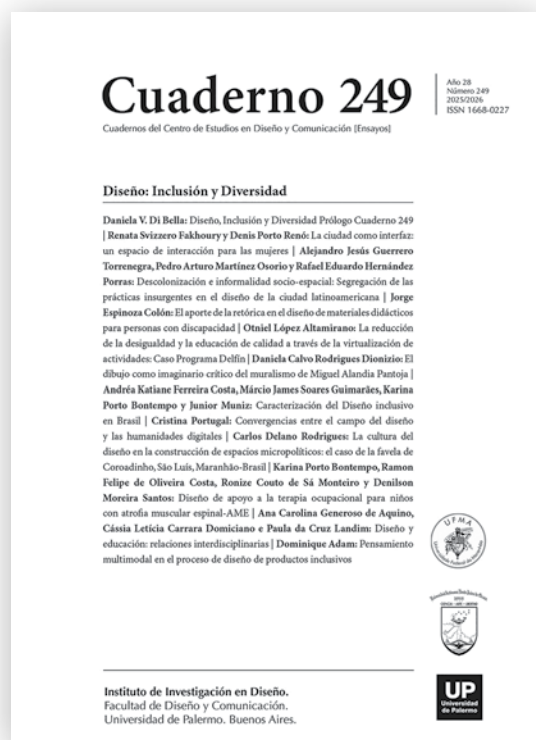 Cuaderno 249
Año 28
Número 249
2025/2026
ISSN 1668-0227
Cuadernos del Centro de Estudios en Diseño y Comunicación [Ensayos]
Diseño: Inclusión y Diversidad
Daniela V. Di Bella: Diseño, Inclusión y Diversidad Prólogo Cuaderno 249
| Renata Svizzero Fakhoury y Denis Porto Renó: La ciudad como interfaz:
un espacio de interacción para las mujeres | Alejandro Jesús Guerrero
Torrenegra, Pedro Arturo Martínez Osorio y Rafael Eduardo Hernández
Porras: Descolonización e informalidad socio-espacial: Segregación de las
prácticas insurgentes en el diseño de la ciudad latinoamericana | Jorge
Espinoza Colón: El aporte de la retórica en el diseño de materiales didácticos
para personas con discapacidad | Otniel López Altamirano: La reducción
de la desigualdad y la educación de calidad a través de la virtualización de
actividades: Caso Programa Delfín | Daniela Calvo Rodrigues Dionizio: El
dibujo como imaginario crítico del muralismo de Miguel Alandia Pantoja |
Andréa Katiane Ferreira Costa, Márcio James Soares Guimarães, Karina
Porto Bontempo y Junior Muniz: Caracterización del Diseño inclusivo
en Brasil | Cristina Portugal: Convergencias entre el campo del diseño
y las humanidades digitales | Carlos Delano Rodrigues: La cultura del
diseño en la construcción de espacios micropolíticos: el caso de la favela de
Coroadinho, São Luís, Maranhão-Brasil | Karina Porto Bontempo, Ramon
Felipe de Oliveira Costa, Ronize Couto de Sá Monteiro y Denilson
Moreira Santos: Diseño de apoyo a la terapia ocupacional para niños
con atrofia muscular espinal-AME | Ana Carolina Generoso de Aquino,
Cássia Letícia Carrara Domiciano e Paula da Cruz Landim: Diseño y
educación: relaciones interdisciplinarias | Dominique Adam: Pensamiento
multimodal en el proceso de diseño de productos inclusivos
UFMA
Instituto de Investigación en Diseño.
Facultad de Diseño y Comunicación.
Universidad de Palermo. Buenos Aires.
UP
Universidad
de Palermo